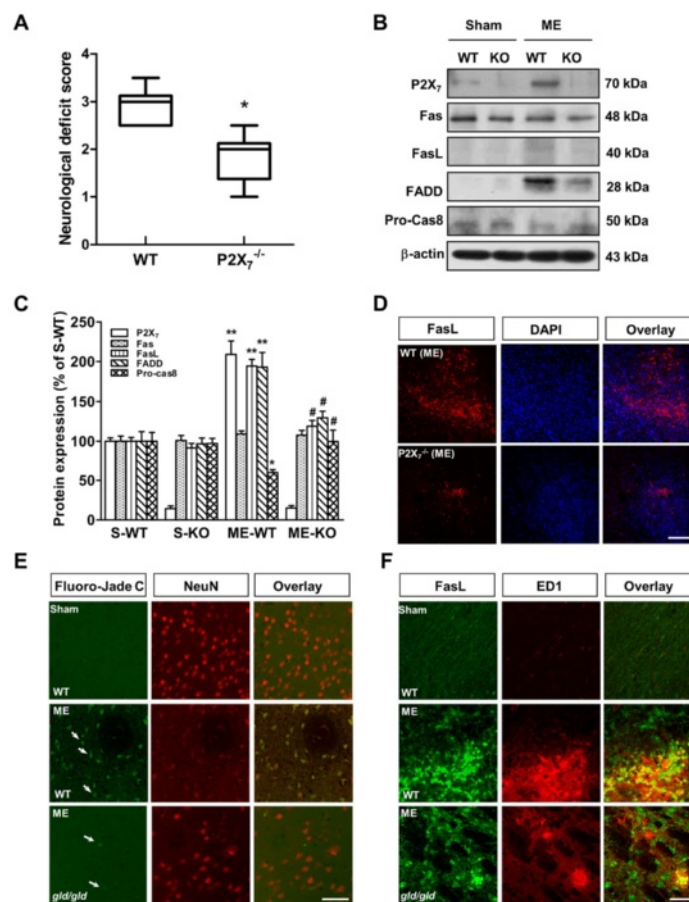 A
Neurological deficit score
4
3
2
1
0
*
WT
P2X7-/-
B
Sham ME
WT KO WT KO
P2X7 70 kDa
Fas 48 kDa
FasL 40 kDa
FADD 28 kDa
Pro-Cas8 50 kDa
β-actin 43 kDa
C
Protein expression (% of S-WT)
250
200
150
100
50
0
P2X7
Fas
FasL
FADD
Pro-cas8
**
** **
*
# # #
S-WT S-KO ME-WT ME-KO
D
FasL DAPI Overlay
WT (ME)
P2X7-/- (ME)
E
Fluoro-Jade C NeuN Overlay
Sham
WT
ME
WT
ME
gld/gld
F
FasL ED1 Overlay
Sham
WT
ME
WT
ME
gld/gld